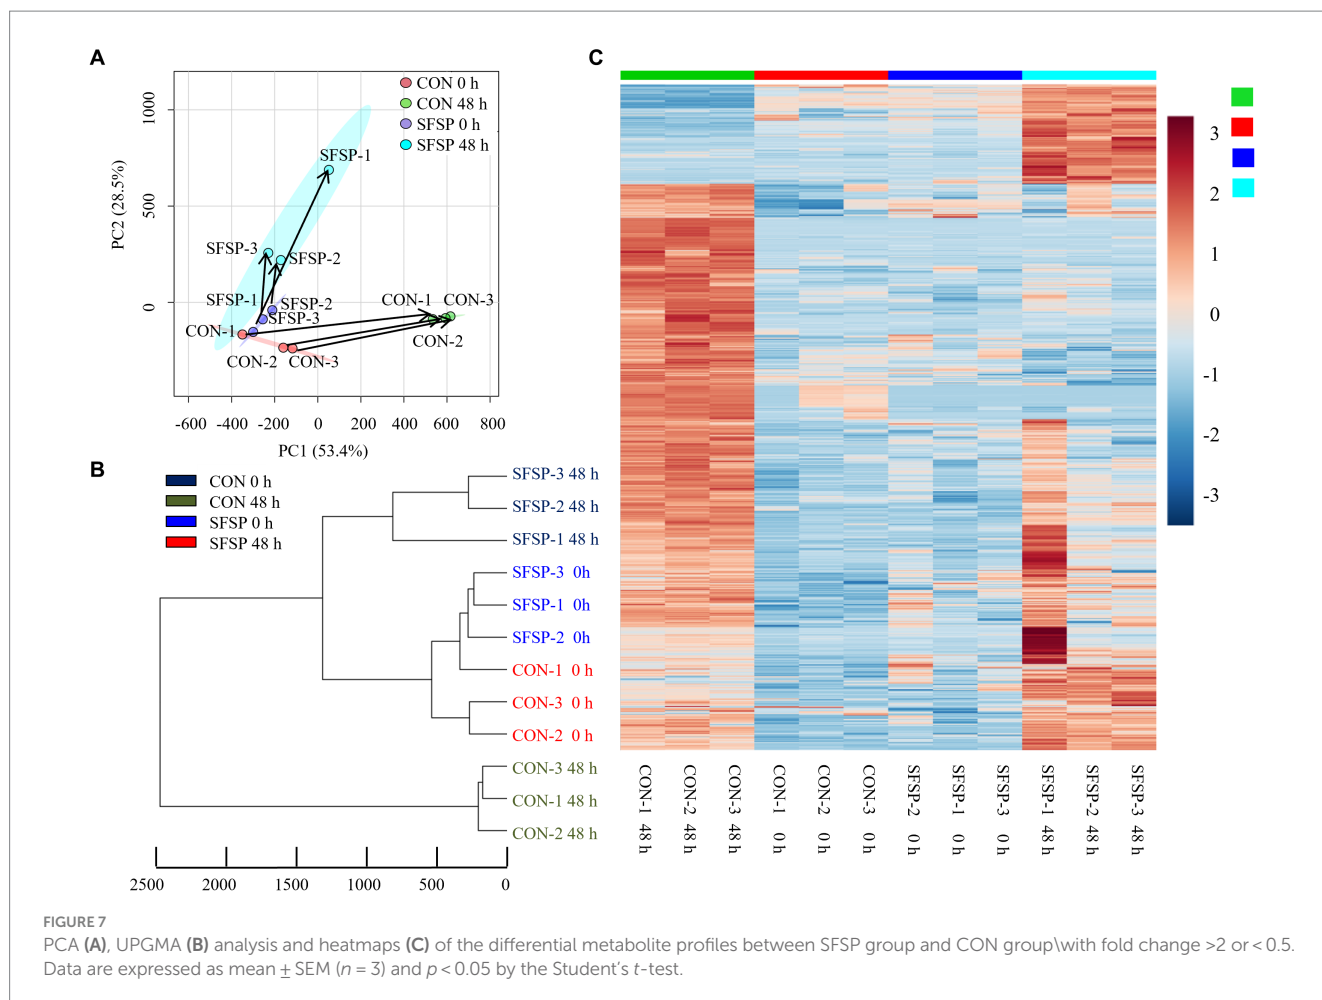 A
CON 0 h
CON 48 h
SFSP 0 h
SFSP 48 h
PC2 (28.5%)
1000
500
0
SFSP-1
SFSP-3
SFSP-2
SFSP-1
SFSP-2
SFSP-3
CON-1
CON-2
CON-3
CON-1
CON-3
CON-2
-600
-400
-200
0
200
400
600
800
PC1 (53.4%)
B
CON 0 h
CON 48 h
SFSP 0 h
SFSP 48 h
SFSP-3 48 h
SFSP-2 48 h
SFSP-1 48 h
SFSP-3 0h
SFSP-1 0h
SFSP-2 0h
CON-1 0 h
CON-3 0 h
CON-2 0 h
CON-3 48 h
CON-1 48 h
CON-2 48 h
2500
2000
1500
1000
500
0
C
3
2
1
0
-1
-2
-3
CON-1 48 h
CON-2 48 h
CON-3 48 h
CON-1 0 h
CON-2 0 h
CON-3 0 h
SFSP-2 0 h
SFSP-1 0 h
SFSP-3 0 h
SFSP-1 48 h
SFSP-2 48 h
SFSP-3 48 h
FIGURE 7
PCA (A), UPGMA (B) analysis and heatmaps (C) of the differential metabolite profiles between SFSP group and CON group\with fold change >2 or < 0.5.
Data are expressed as mean ± SEM (n = 3) and p < 0.05 by the Student's t-test.